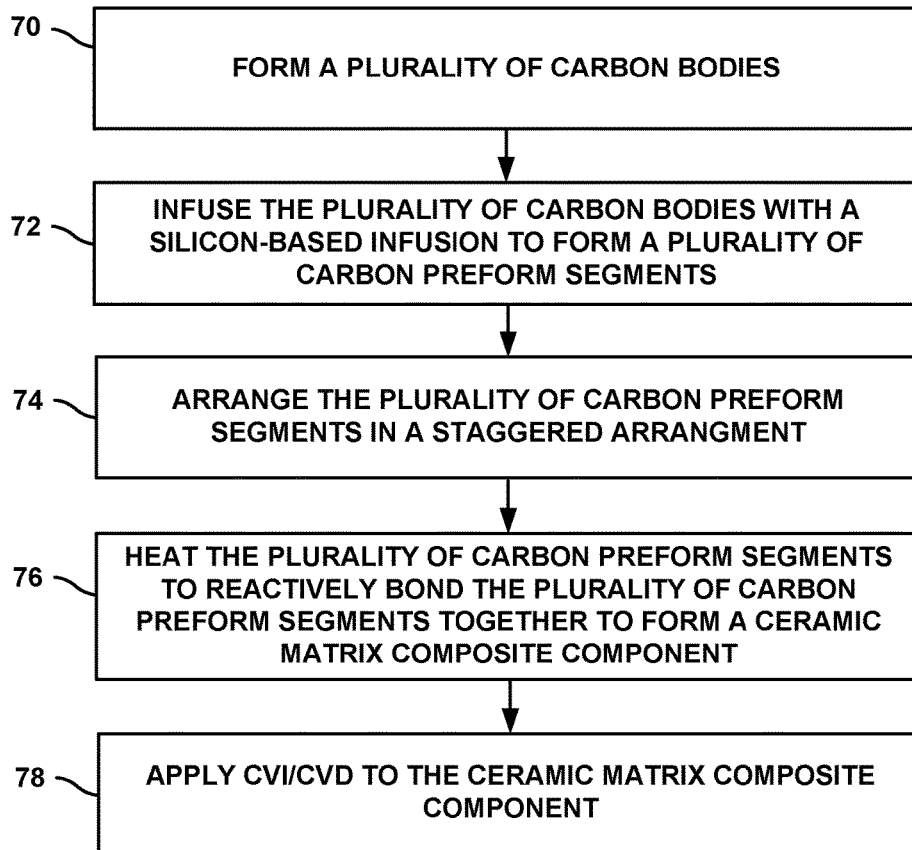 70
FORM A PLURALITY OF CARBON BODIES
72
INFUSE THE PLURALITY OF CARBON BODIES WITH A
SILICON-BASED INFUSION TO FORM A PLURALITY OF
CARBON PREFORM SEGMENTS
74
ARRANGE THE PLURALITY OF CARBON PREFORM
SEGMENTS IN A STAGGERED ARRANGMENT
76
HEAT THE PLURALITY OF CARBON PREFORM SEGMENTS
TO REACTIVELY BOND THE PLURALITY OF CARBON
PREFORM SEGMENTS TOGETHER TO FORM A CERAMIC
MATRIX COMPOSITE COMPONENT
78
APPLY CVI/CVD TO THE CERAMIC MATRIX COMPOSITE
COMPONENT